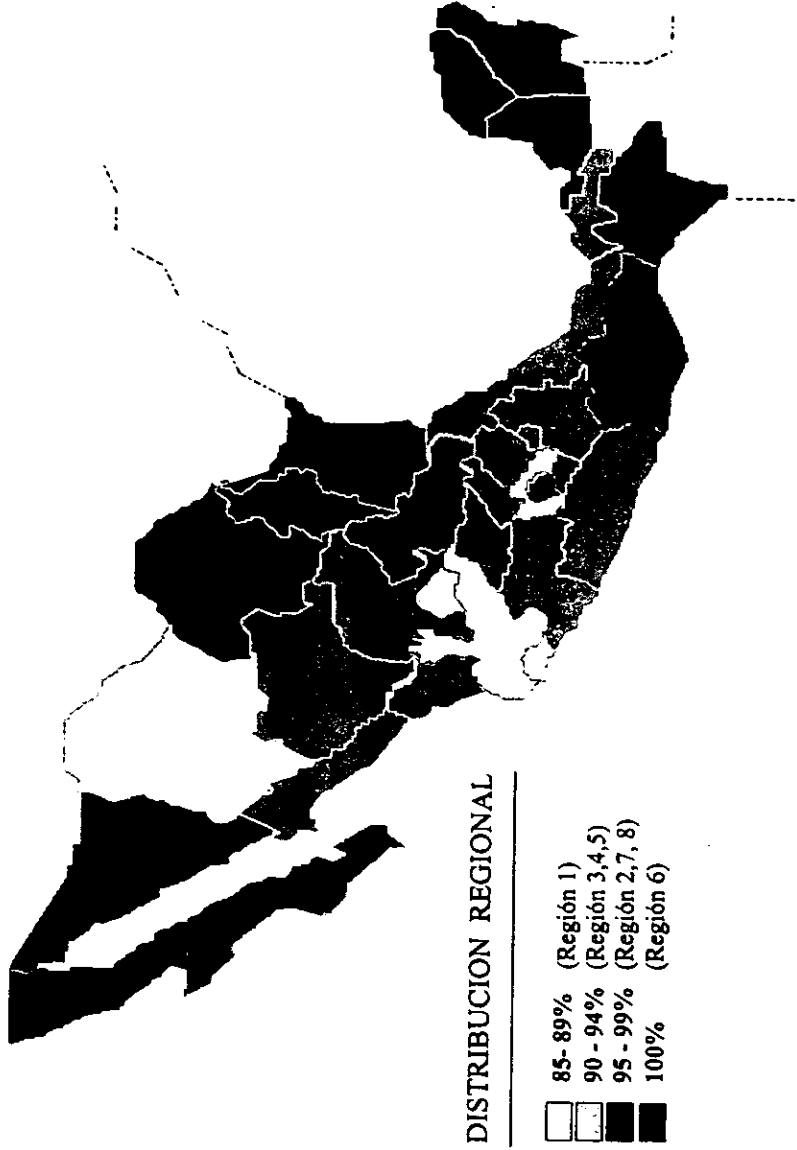 DISTRIBUCION REGIONAL
85- 89% (Región 1)
90 - 94% (Región 3,4,5)
95 - 99% (Región 2,7, 8)
100% (Región 6)